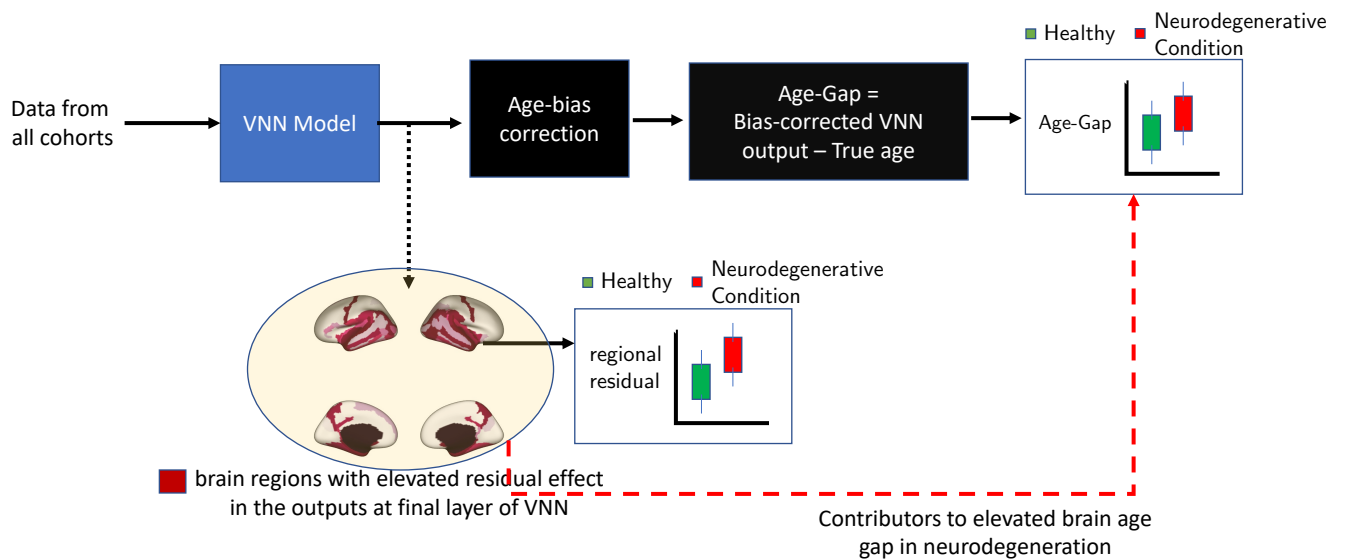 Healthy
Neurodegenerative
Condition
Data from
all cohorts
VNN Model
Age-bias
correction
Age-Gap =
Bias-corrected VNN
output – True age
Age-Gap
Healthy
Neurodegenerative
Condition
regional
residual
brain regions with elevated residual effect
in the outputs at final layer of VNN
Contributors to elevated brain age
gap in neurodegeneration